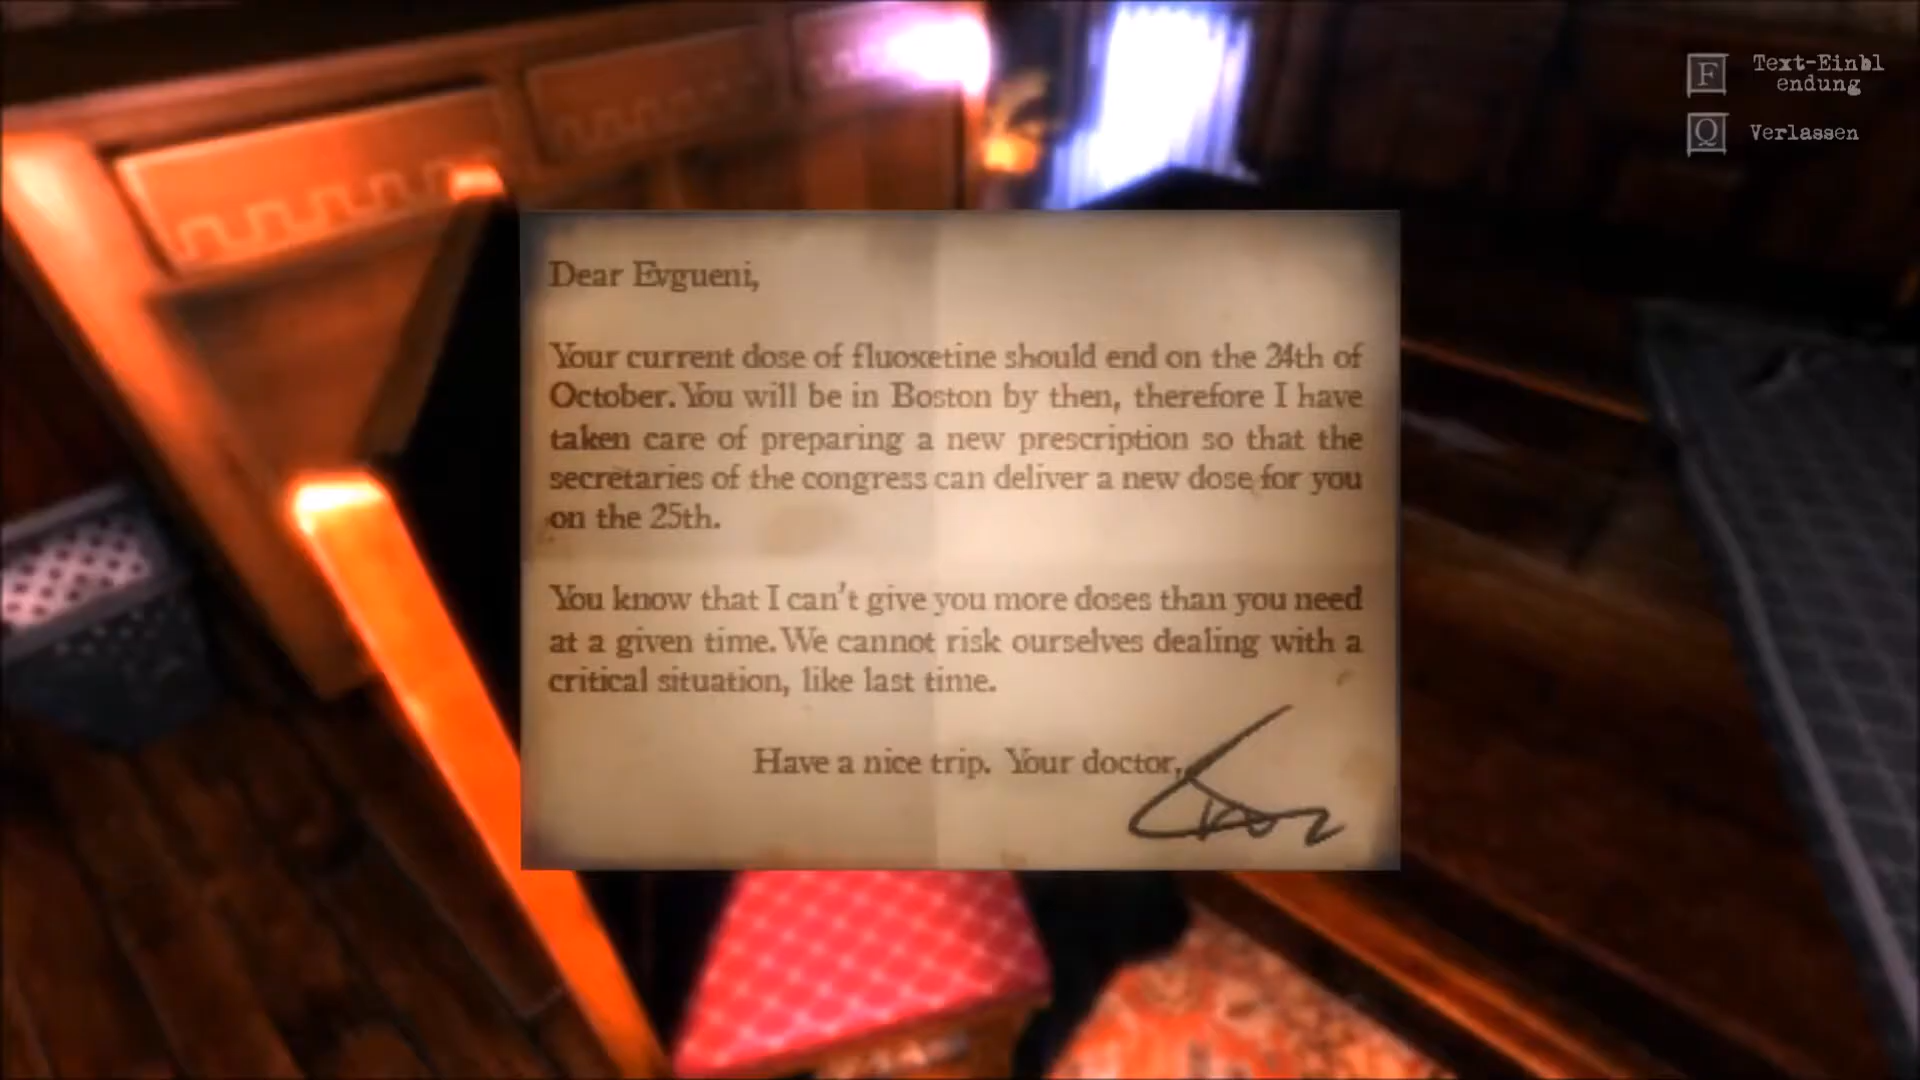 F Text-Einbl
endung
Q Verlassen
Dear Evgueni,
Your current dose of fluoxetine should end on the 24th of
October. You will be in Boston by then, therefore I have
taken care of preparing a new prescription so that the
secretaries of the congress can deliver a new dose for you
on the 25th.
You know that I can't give you more doses than you need
at a given time. We cannot risk ourselves dealing with a
critical situation, like last time.
Have a nice trip. Your doctor,